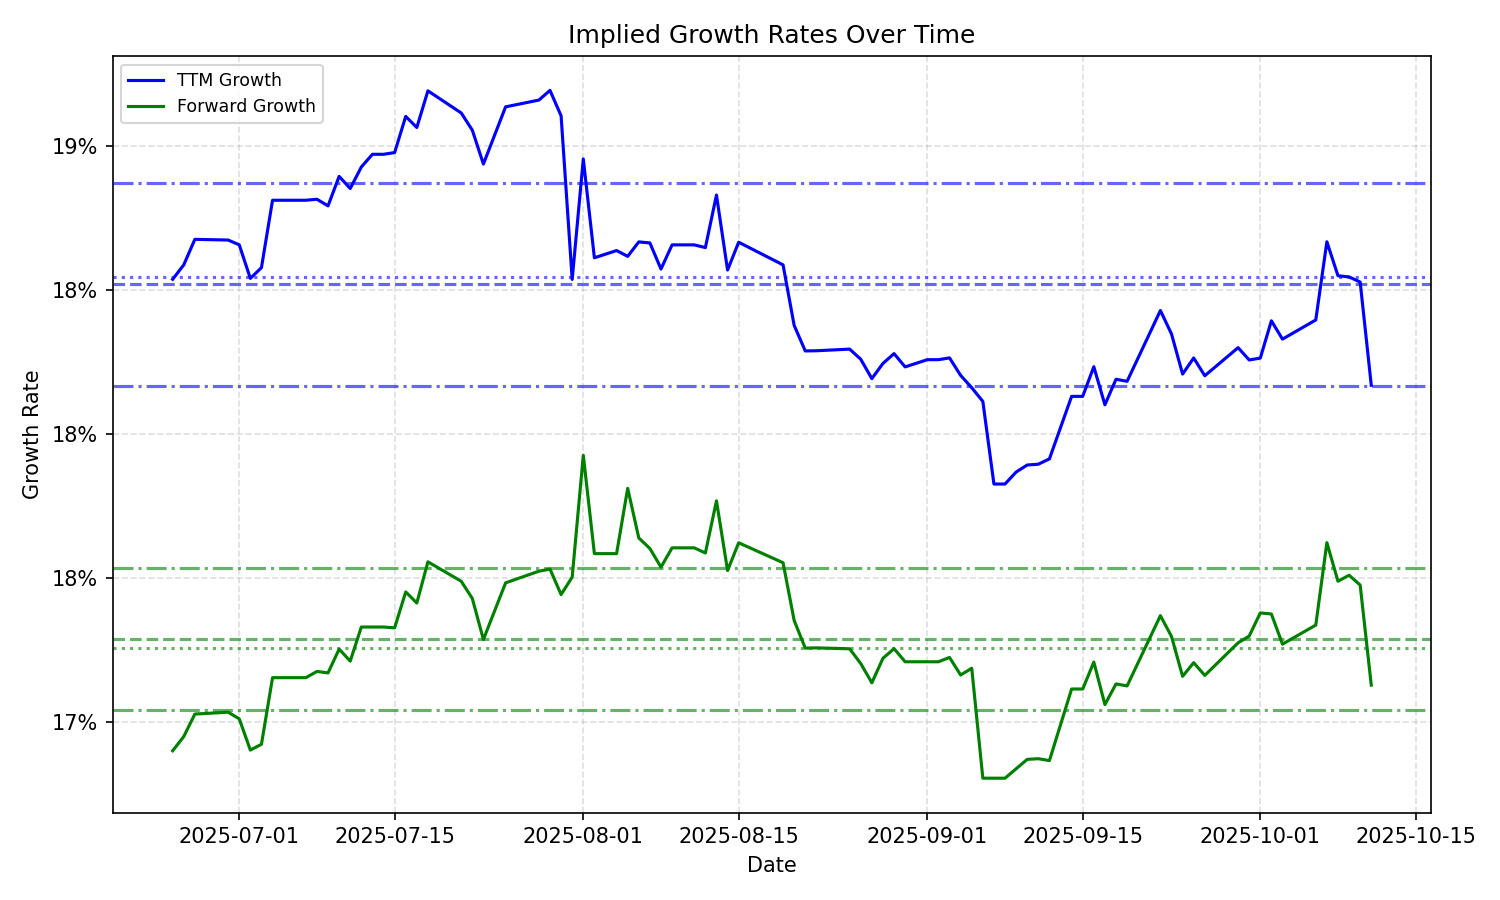 Implied Growth Rates Over Time
TTM Growth
Forward Growth
19%
18%
18%
18%
17%
Growth Rate
2025-07-01
2025-07-15
2025-08-01
2025-08-15
2025-09-01
2025-09-15
2025-10-01
2025-10-15
Date